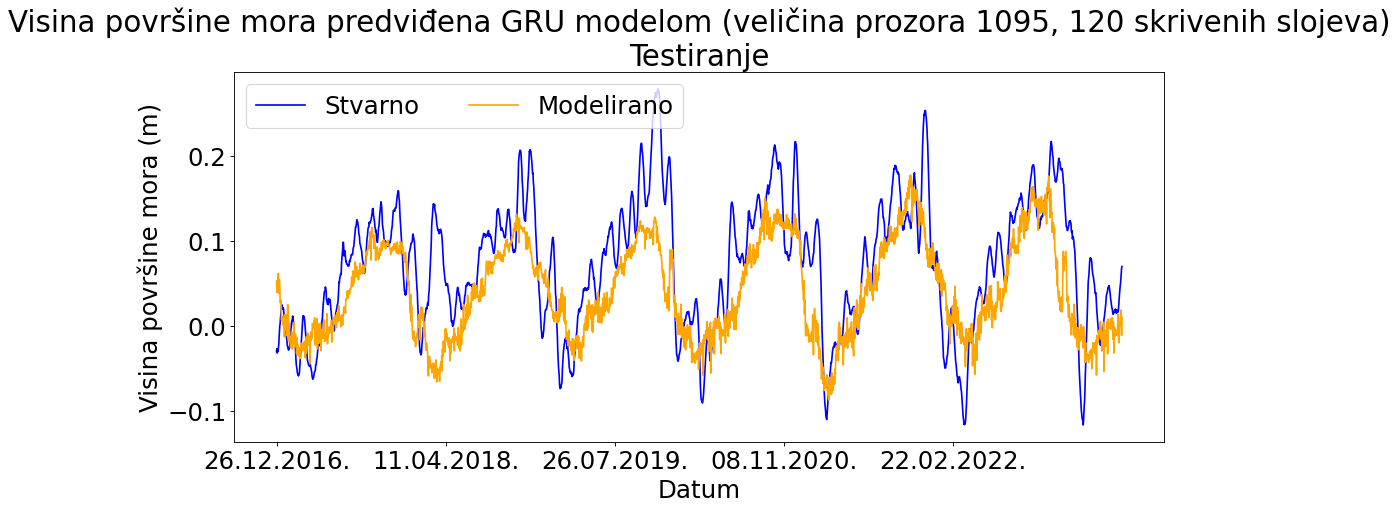 Visina površine mora predviđena GRU modelom (veličina prozora 1095, 120 skrivenih slojeva)
Testiranje
Stvarno Modelirano
Visina površine mora (m)
0.2
0.1
0.0
−0.1
26.12.2016. 11.04.2018. 26.07.2019. 08.11.2020. 22.02.2022.
Datum